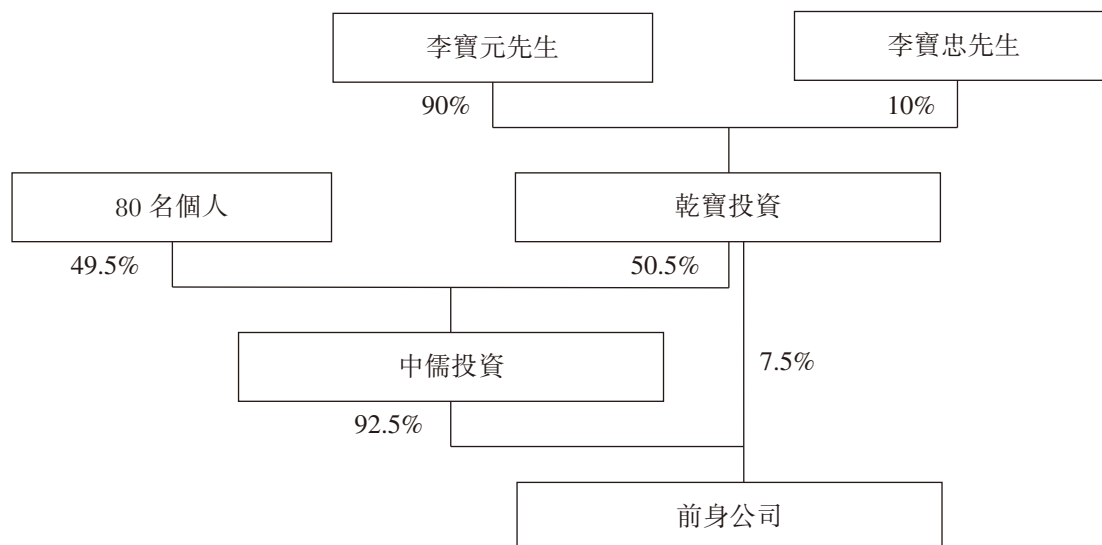 李寶元先生
李寶忠先生
90%
10%
80 名個人
乾寶投資
49.5%
50.5%
中儒投資
7.5%
92.5%
前身公司